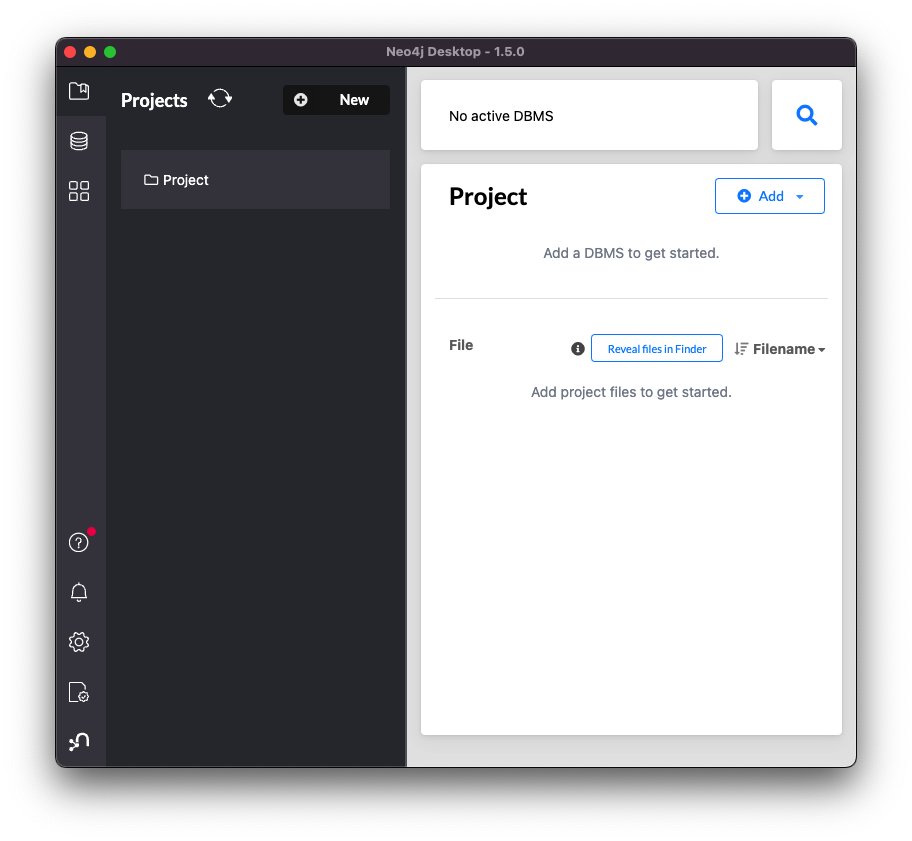 Neo4j Desktop - 1.5.0
Projects
New
Project
No active DBMS
Project
Add
Add a DBMS to get started.
File
Reveal files in Finder
Filename
Add project files to get started.